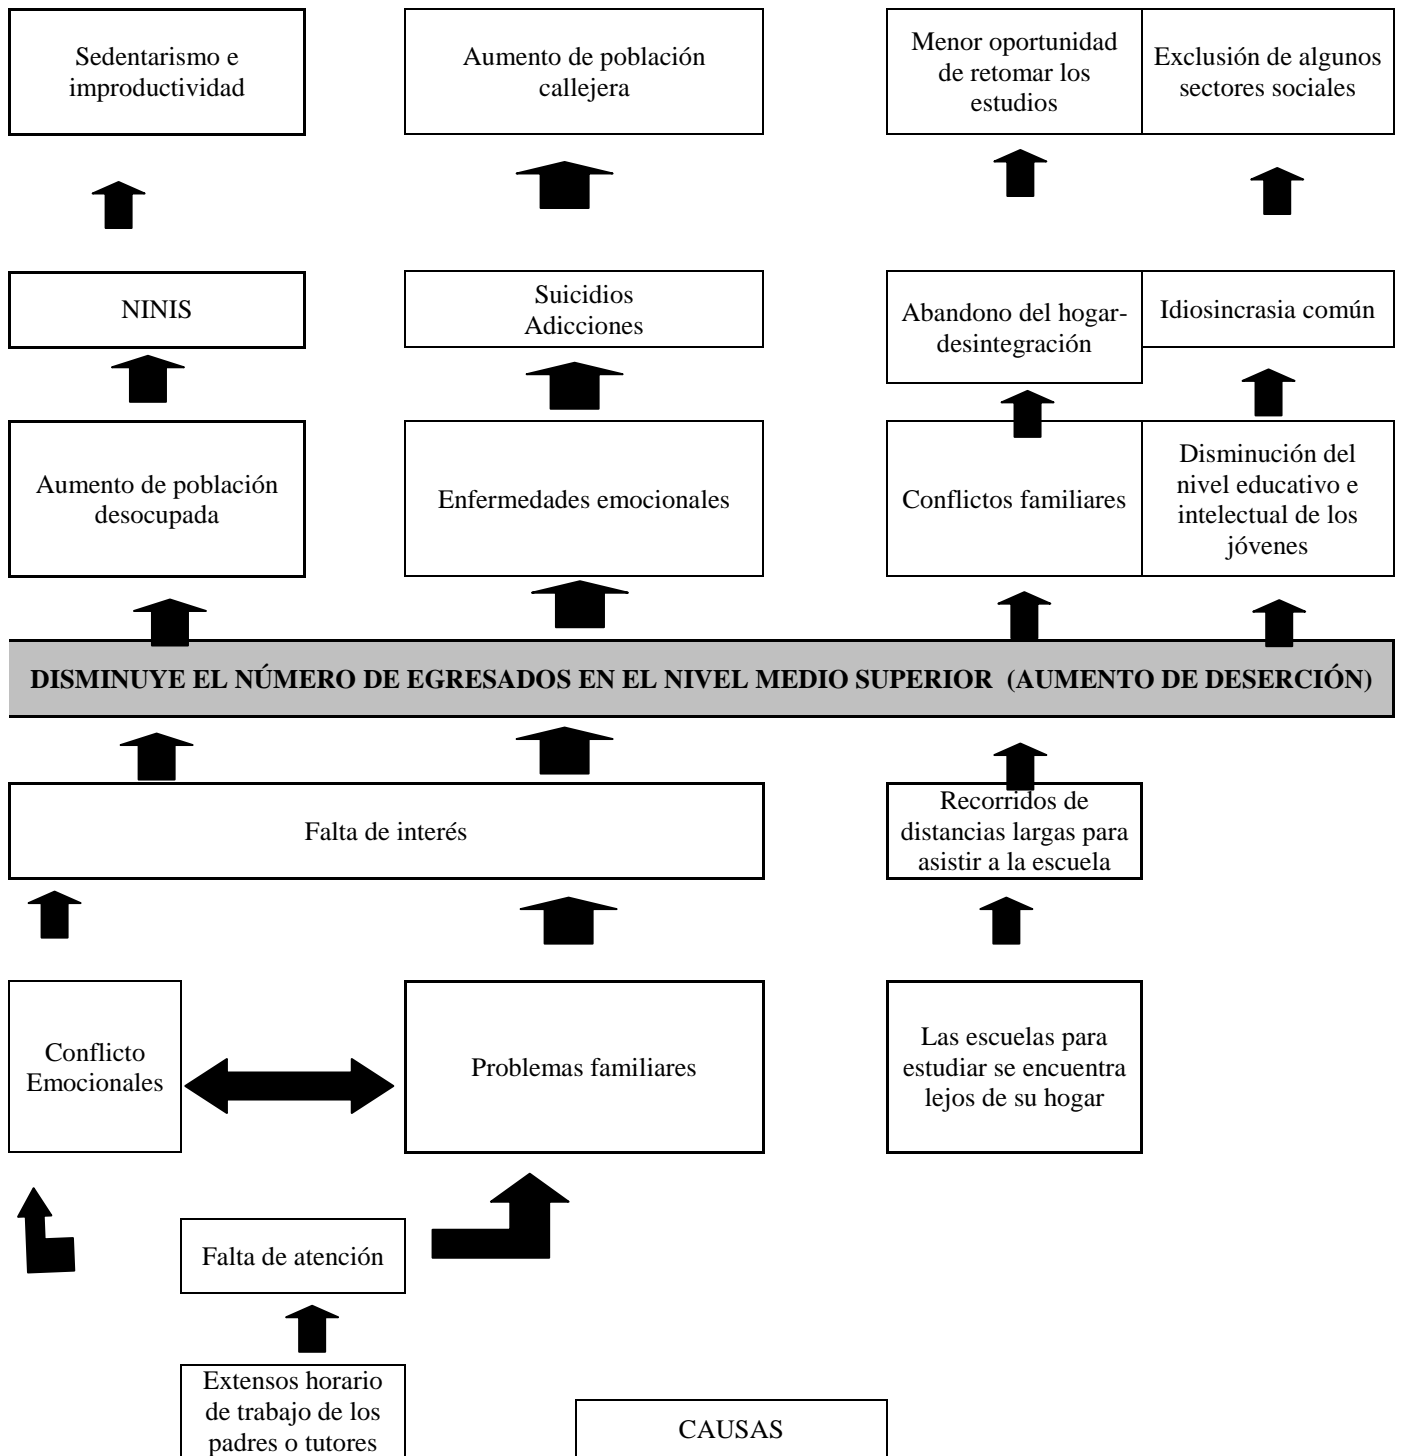 Sedentarismo e
improductividad
Aumento de población
callejera
Menor oportunidad
de retomar los
estudios
Exclusión de algunos
sectores sociales
NINIS
Suicidios
Adicciones
Abandono del hogar-
desintegración
Idiosincrasia común
Aumento de población
desocupada
Enfermedades emocionales
Conflictos familiares
Disminución del
nivel educativo e
intelectual de los
jóvenes
DISMINUYE EL NÚMERO DE EGRESADOS EN EL NIVEL MEDIO SUPERIOR (AUMENTO DE DESERCIÓN)
Falta de interés
Recorridos de
distancias largas para
asistir a la escuela
Conflicto
Emocionales
Problemas familiares
Las escuelas para
estudiar se encuentra
lejos de su hogar
Falta de atención
Extensos horario
de trabajo de los
padres o tutores
CAUSAS